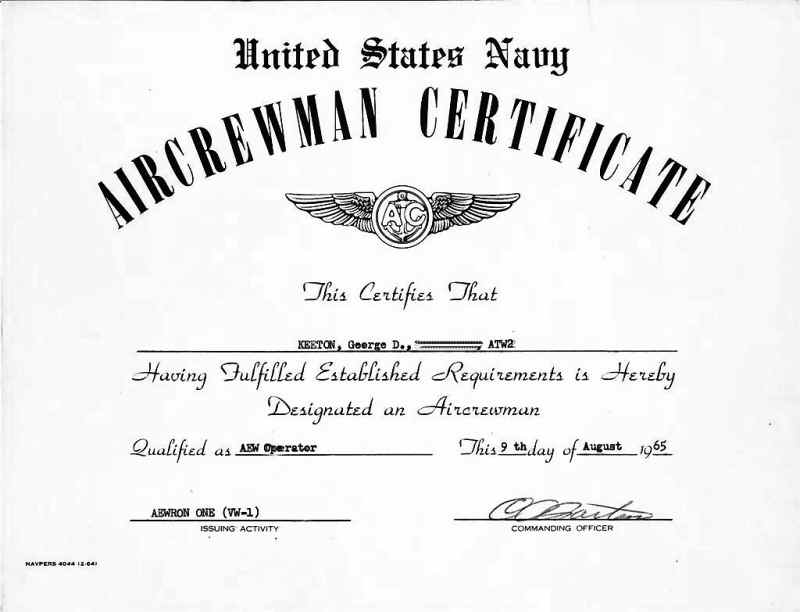 United States Navy
AIRCREWMAN CERTIFICATE
AC
This Certifies That
KEETON, George D., ATW2
Having Fulfilled Established Requirements is Hereby
Designated an Aircrewman
Qualified as AEW Operator This 9 th day of August 1965
AEWRON ONE (VW-1)
ISSUING ACTIVITY COMMANDING OFFICER
NAVPERS 4044 (2-64)